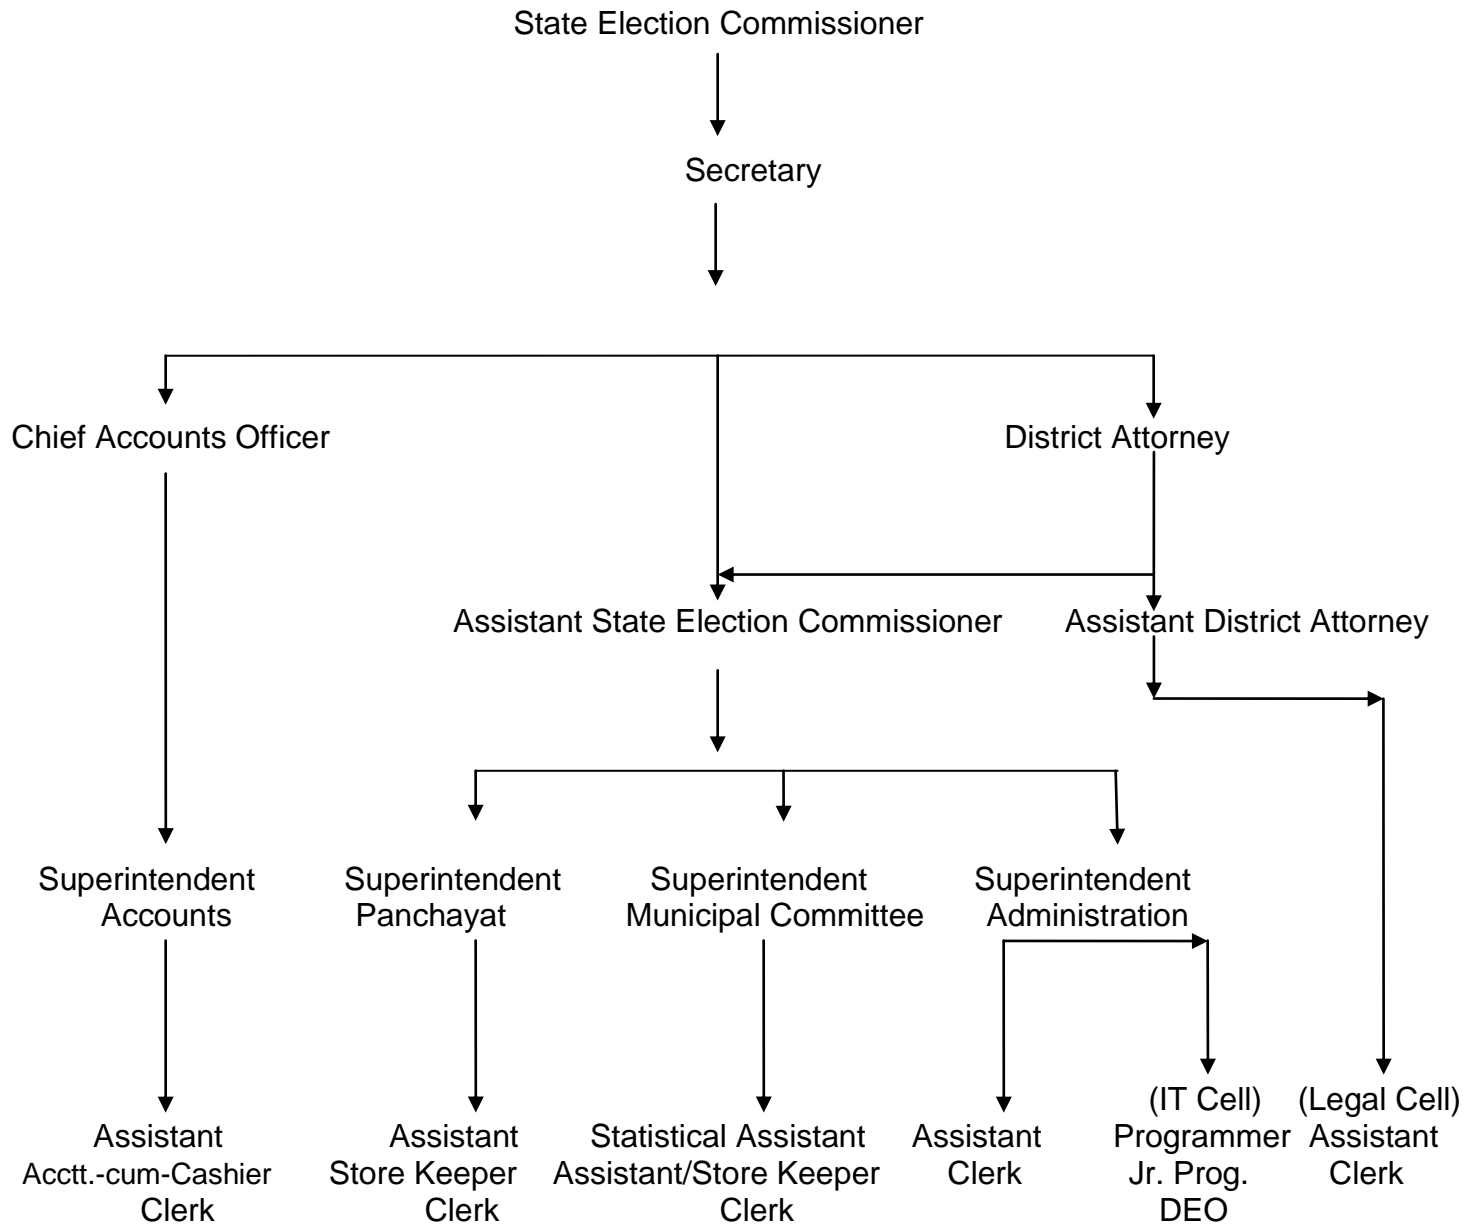 State Election Commissioner
Secretary
Chief Accounts Officer
District Attorney
Assistant State Election Commissioner
Assistant District Attorney
Superintendent
Accounts
Superintendent
Panchayat
Superintendent
Municipal Committee
Superintendent
Administration
Assistant
Acctt.-cum-Cashier
Clerk
Assistant
Store Keeper
Clerk
Statistical Assistant
Assistant/Store Keeper
Clerk
Assistant
Clerk
(IT Cell)
Programmer
Jr. Prog.
DEO
(Legal Cell)
Assistant
Clerk